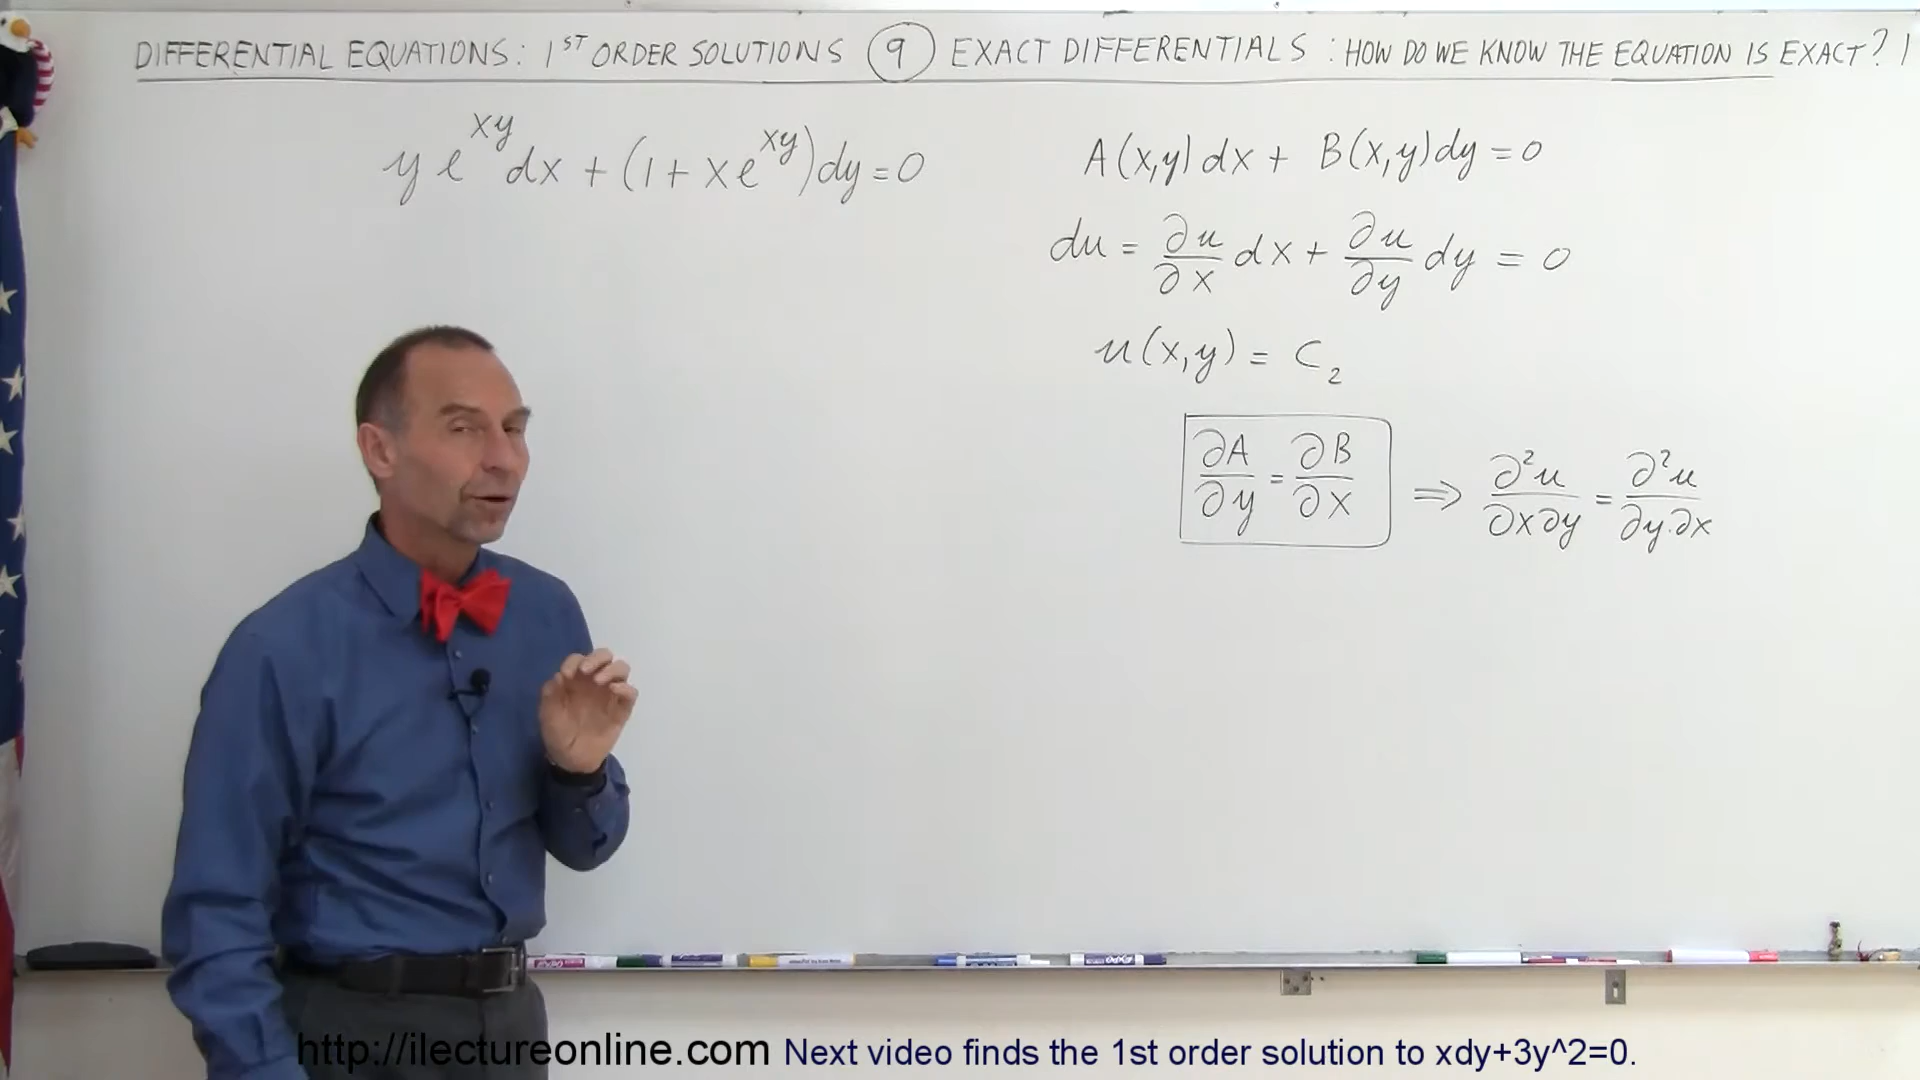 DIFFERENTIAL EQUATIONS: 1ST ORDER SOLUTIONS 9 EXACT DIFFERENTIALS : HOW DO WE KNOW THE EQUATION IS EXACT? 1
y e^{xy} dx + (1 + x e^{xy}) dy = 0
A(x,y) dx + B(x,y) dy = 0
du = ∂u/∂x dx + ∂u/∂y dy = 0
u(x,y) = C₂
∂A/∂y = ∂B/∂x ⇒ ∂²u/∂x∂y = ∂²u/∂y·∂x
http://ilectureonline.com Next video finds the 1st order solution to xdy+3y^2=0.